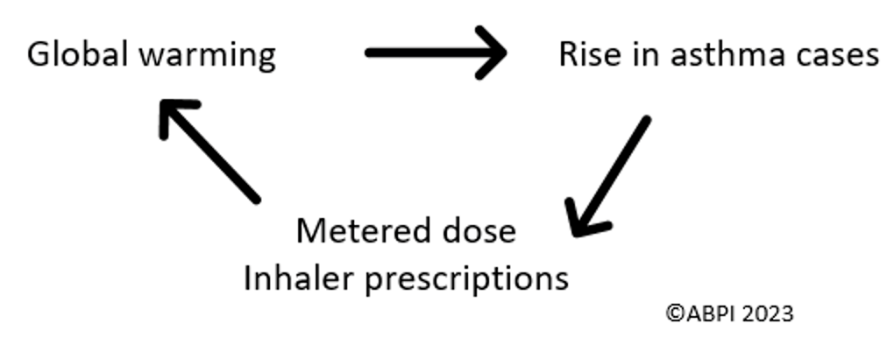 Global warming
Rise in asthma cases
Metered dose
Inhaler prescriptions
©ABPI 2023